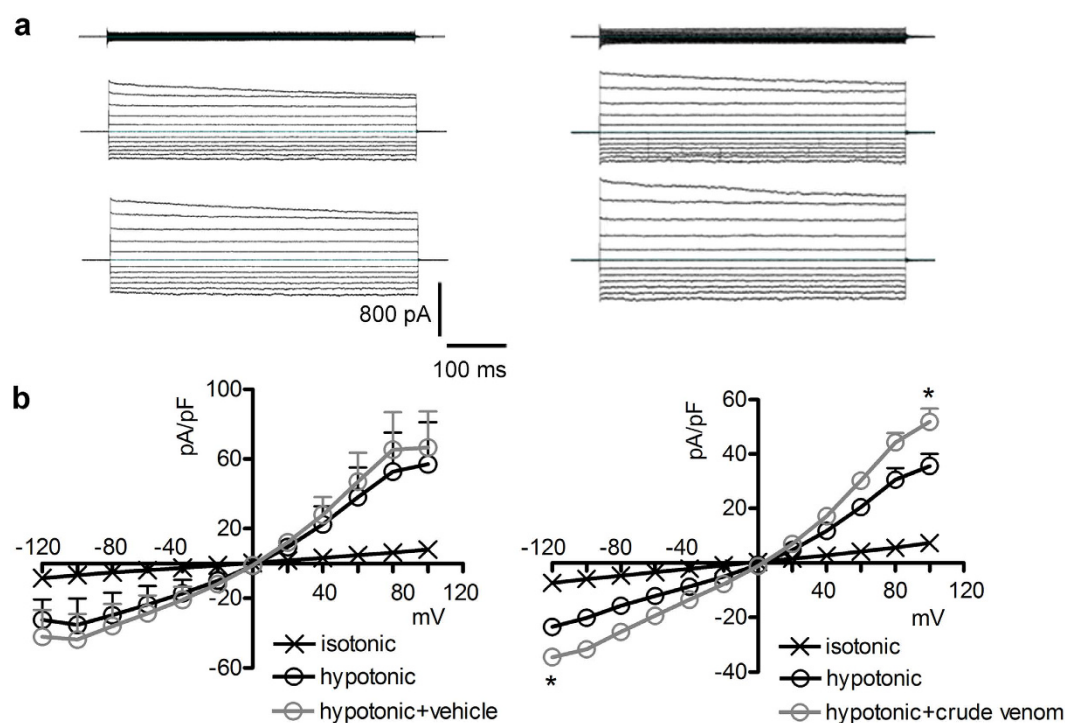 a
800 pA
100 ms
b
pA/pF
100
60
20
-120 -80 -40
40 80 120
mV
-20
-60
isotonic
hypotonic
hypotonic+vehicle
pA/pF
60
40
20
*
-120 -80 -40
40 80 120
mV
-20
-40
*
isotonic
hypotonic
hypotonic+crude venom